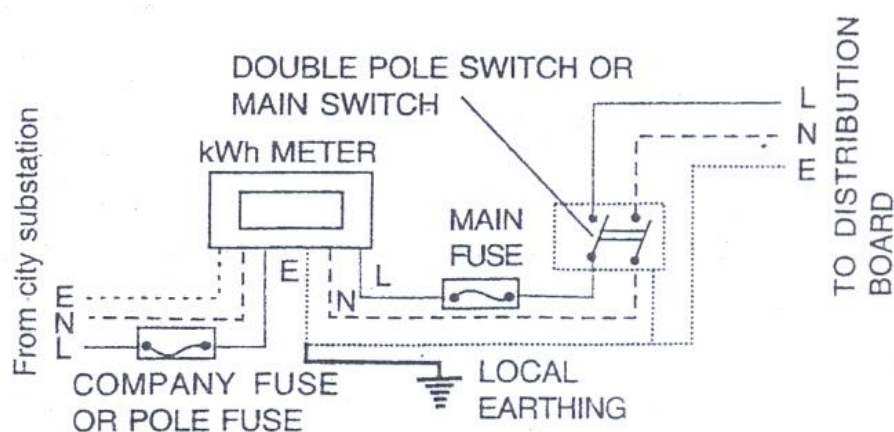 DOUBLE POLE SWITCH OR
MAIN SWITCH
kWh METER
From city substation
E
N
L
E
L
N
MAIN
FUSE
COMPANY FUSE
OR POLE FUSE
LOCAL
EARTHING
L
N
E
TO DISTRIBUTION
BOARD